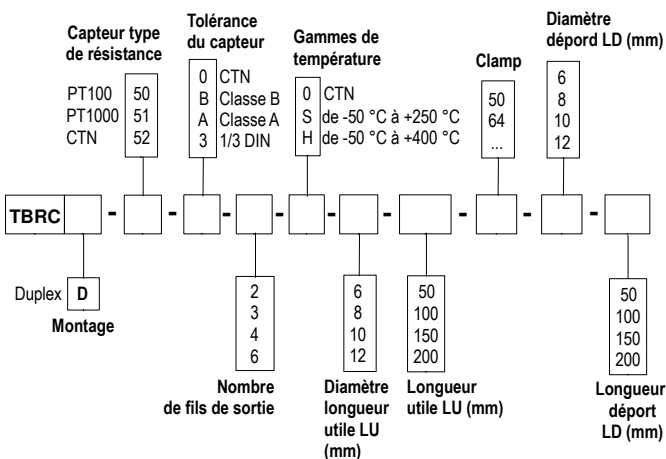 Capteur type
de résistance
PT100 50
PT1000 51
CTN 52
Tolérance
du capteur
0 CTN
B Classe B
A Classe A
3 1/3 DIN
Gammes de
température
0 CTN
S de -50 °C à +250 °C
H de -50 °C à +400 °C
Clamp
50
64
...
Diamètre
dépord LD (mm)
6
8
10
12
TBRC - - - - - - - - -
Duplex D
Montage
2
3
4
6
Nombre
de fils de sortie
6
8
10
12
Diamètre
longueur
utile LU
(mm)
50
100
150
200
Longueur
utile LU (mm)
50
100
150
200
Longueur
déport
LD (mm)